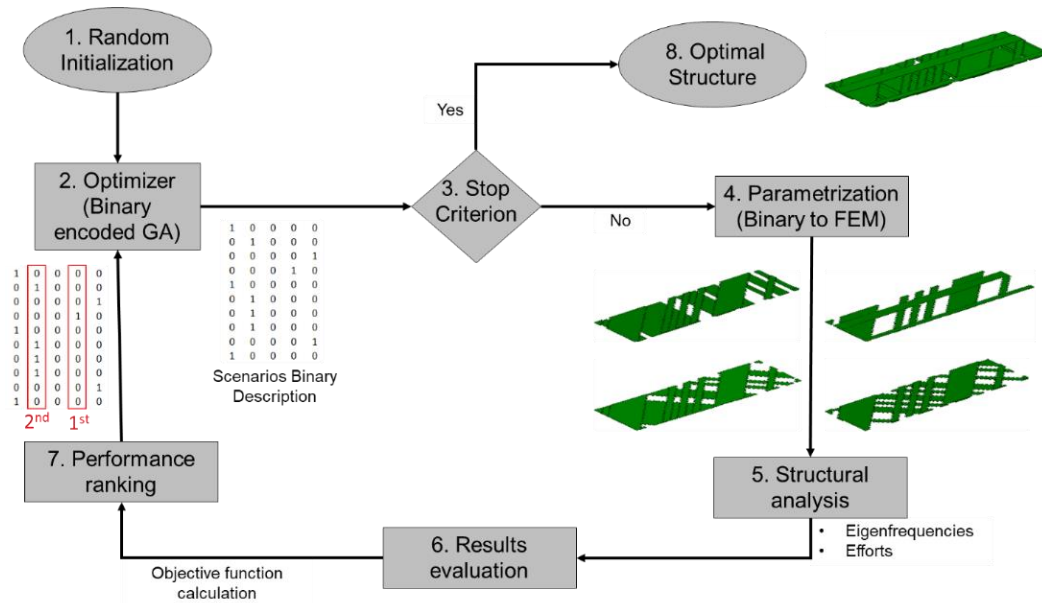 1. Random
Initialization
8. Optimal
Structure
Yes
2. Optimizer
(Binary
encoded GA)
3. Stop
Criterion
No
4. Parametrization
(Binary to FEM)
1 0 0 0 0
0 1 0 0 0
0 0 0 0 1
0 0 0 1 0
1 0 0 0 0
0 1 0 0 0
0 1 0 0 0
0 1 0 0 0
0 0 0 0 1
1 0 0 0 0
Scenarios Binary
Description
1 0 0 0 0
0 1 0 0 0
0 0 0 0 1
0 0 0 1 0
1 0 0 0 0
0 1 0 0 0
0 1 0 0 0
0 1 0 0 0
0 0 0 0 1
1 0 0 0 0
2nd 1st
7. Performance
ranking
5. Structural
analysis
• Eigenfrequencies
• Efforts
6. Results
evaluation
Objective function
calculation